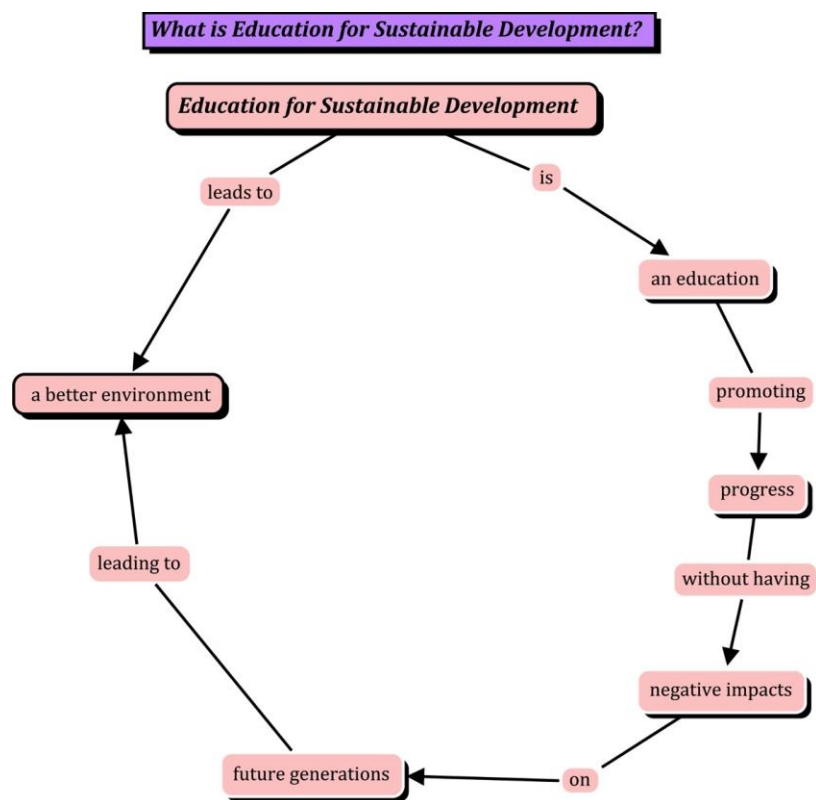 What is Education for Sustainable Development?
Education for Sustainable Development
leads to
is
an education
a better environment
promoting
progress
leading to
without having
negative impacts
future generations
on